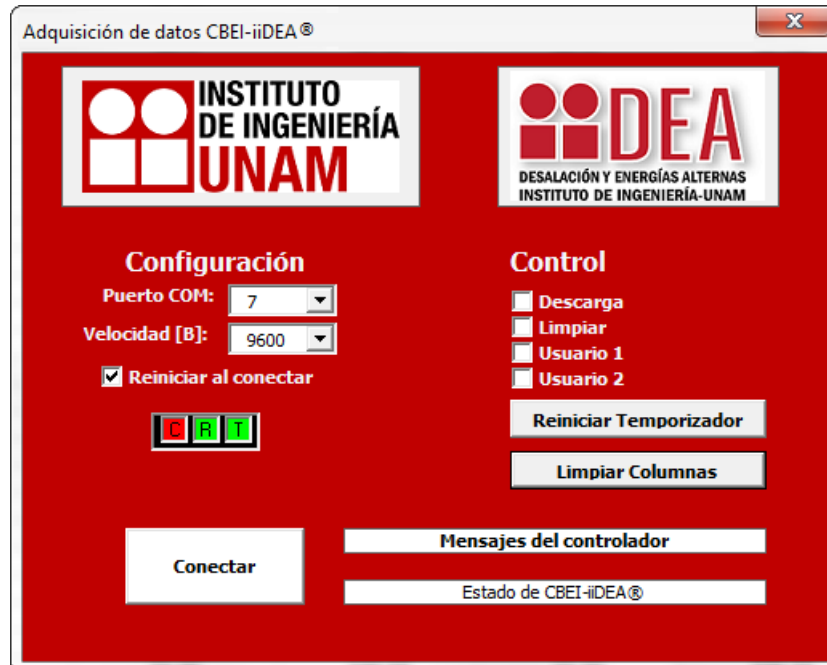 Adquisición de datos CBEI-iiDEA®
x
INSTITUTO
DE INGENIERÍA
UNAM
iiDEA
DESALACIÓN Y ENERGÍAS ALTERNAS
INSTITUTO DE INGENIERÍA-UNAM
Configuración
Puerto COM: 7
Velocidad [B]: 9600
Reiniciar al conectar
C R T
Control
Descarga
Limpiar
Usuario 1
Usuario 2
Reiniciar Temporizador
Limpiar Columnas
Conectar
Mensajes del controlador
Estado de CBEI-iiDEA®